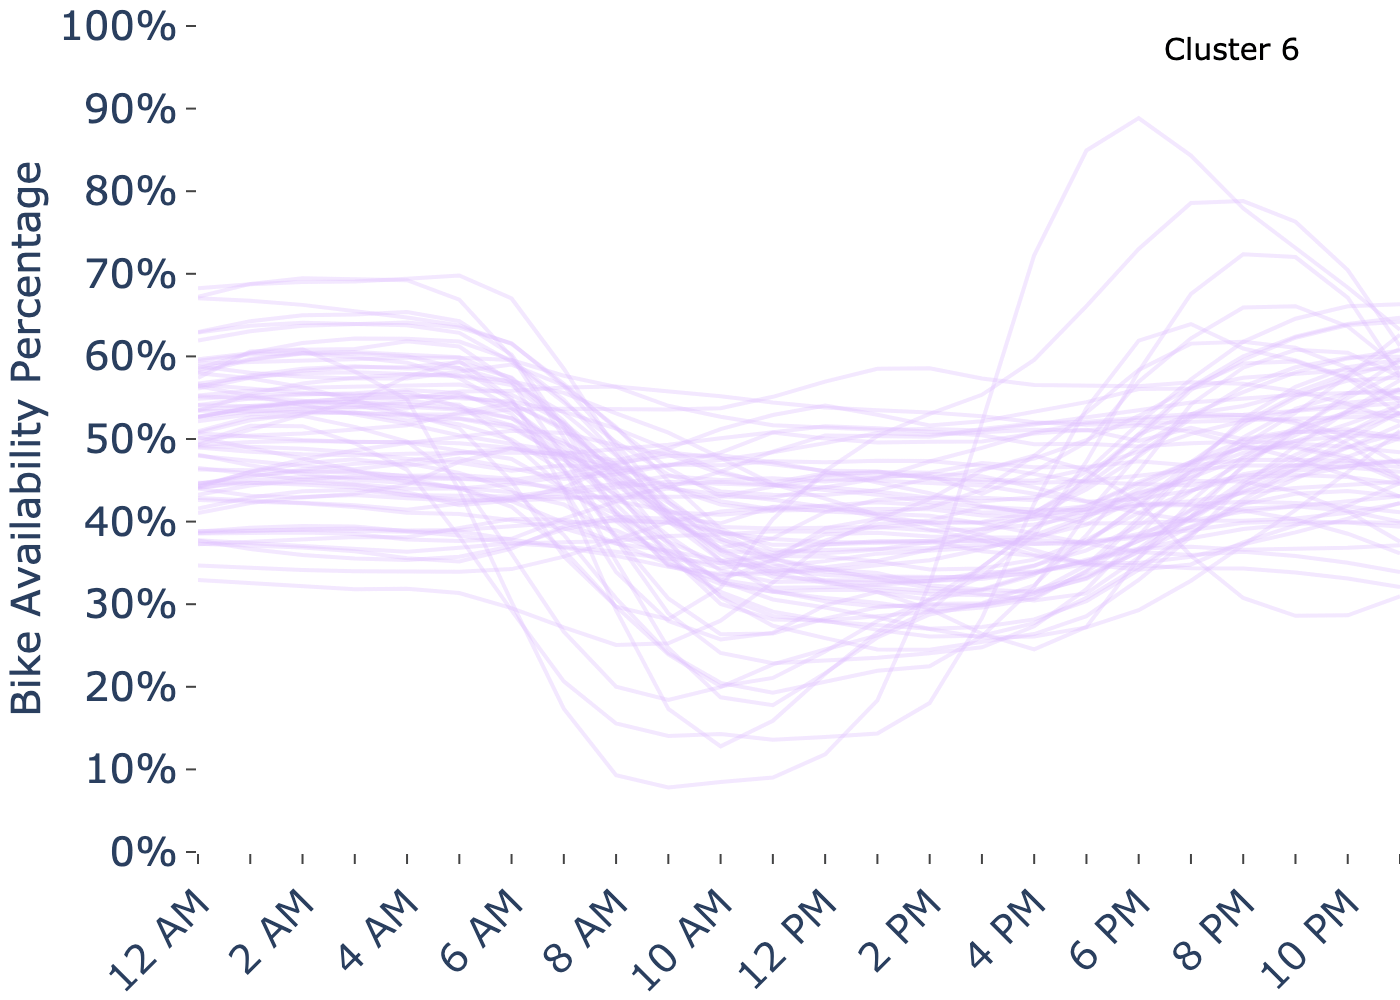 Cluster 6
Bike Availability Percentage
100%
90%
80%
70%
60%
50%
40%
30%
20%
10%
0%
12 AM
2 AM
4 AM
6 AM
8 AM
10 AM
12 PM
2 PM
4 PM
6 PM
8 PM
10 PM